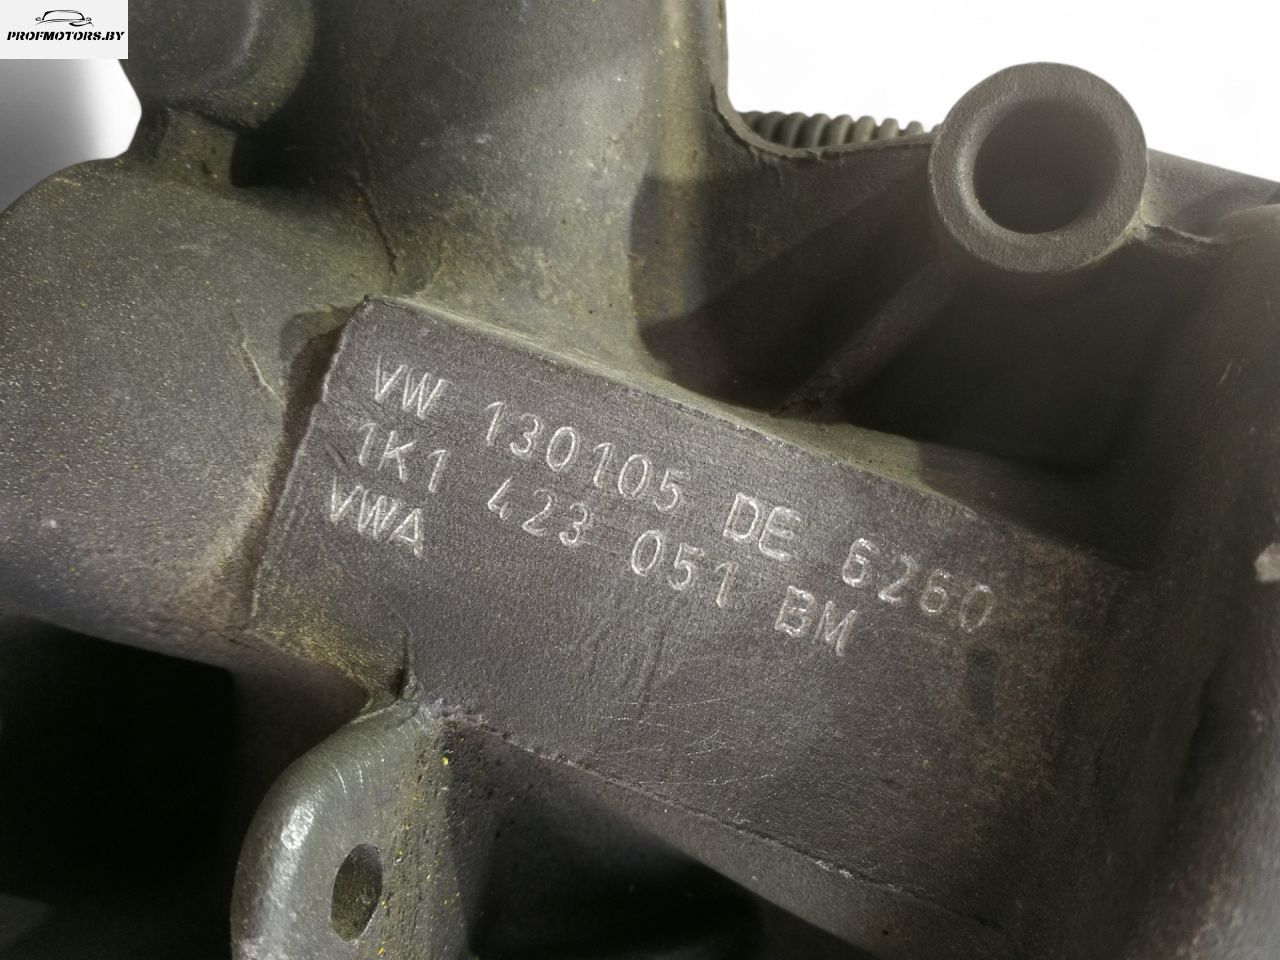 PROFMOTORS.BY
VW 130105 DE 6260
1K1 423 051 BM
VWA